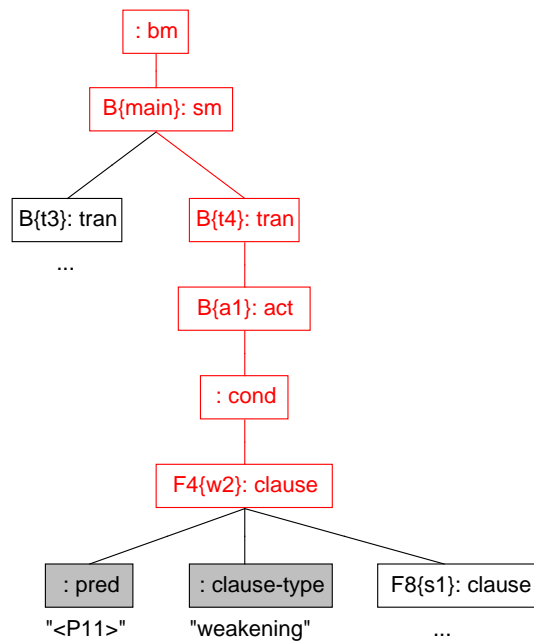 : bm
B{main}: sm
B{t3}: tran
B{t4}: tran
...
B{a1}: act
: cond
F4{w2}: clause
: pred
: clause-type
F8{s1}: clause
"<P11>"
"weakening"
...